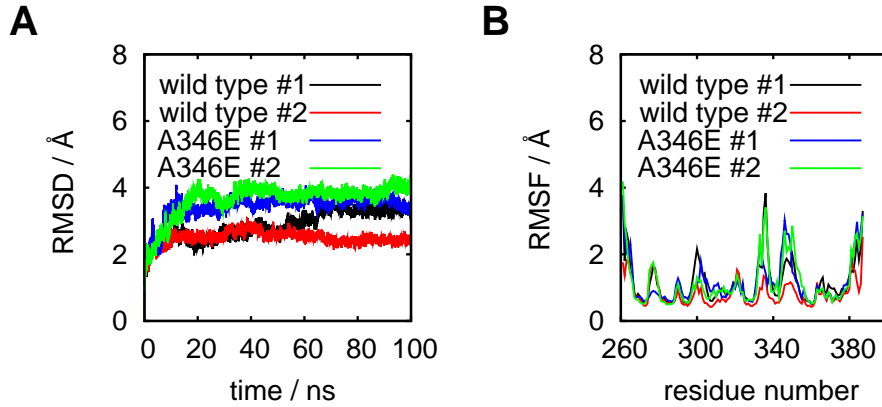 A
RMSD / Å
8
6
4
2
0
wild type #1
wild type #2
A346E #1
A346E #2
0 20 40 60 80 100
time / ns
B
RMSF / Å
8
6
4
2
0
wild type #1
wild type #2
A346E #1
A346E #2
260 300 340 380
residue number